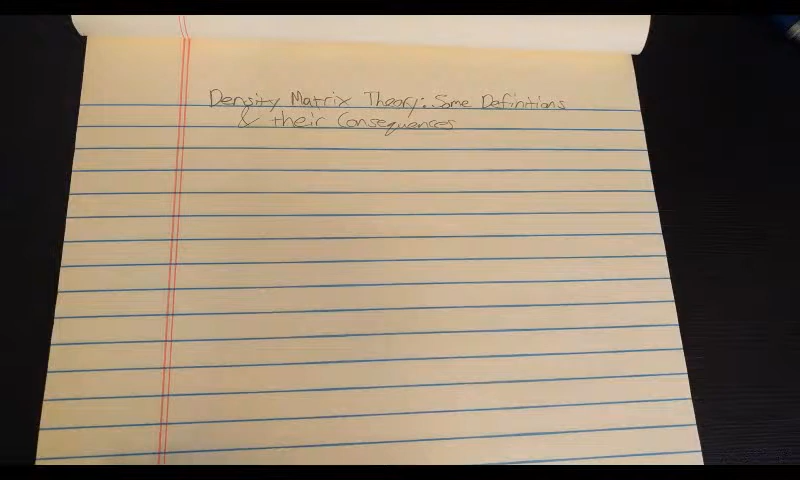 Density Matrix Theory: Some Definitions
& their Consequences